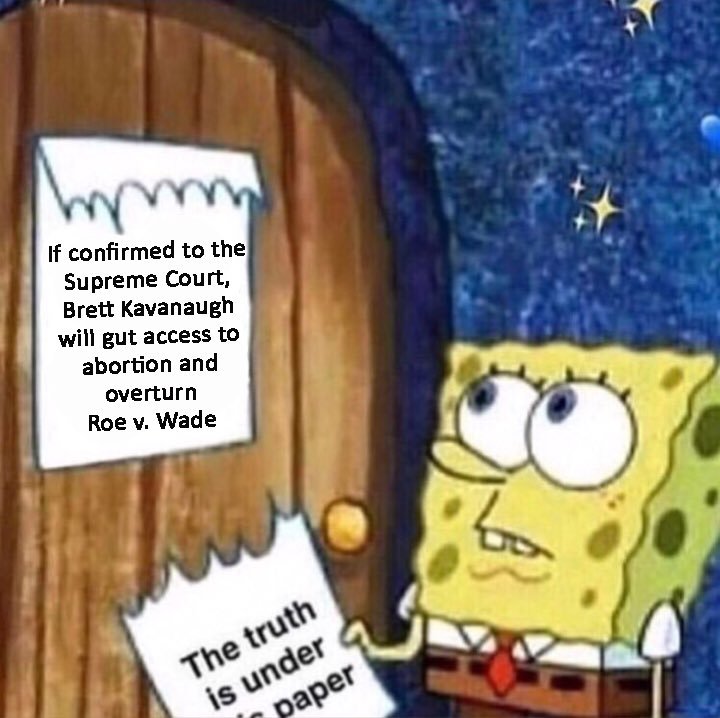 If confirmed to the
Supreme Court,
Brett Kavanaugh
will gut access to
abortion and
overturn
Roe v. Wade
The truth
is under
paper